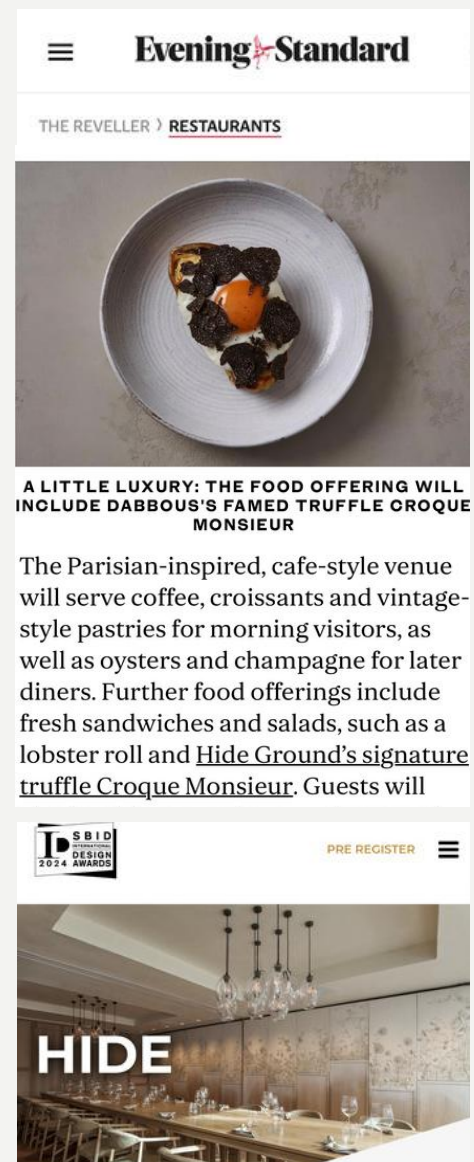 Evening Standard
THE REVELLER › RESTAURANTS
A LITTLE LUXURY: THE FOOD OFFERING WILL
INCLUDE DABBOUS'S FAMED TRUFFLE CROQUE
MONSIEUR
The Parisian-inspired, cafe-style venue
will serve coffee, croissants and vintage-
style pastries for morning visitors, as
well as oysters and champagne for later
diners. Further food offerings include
fresh sandwiches and salads, such as a
lobster roll and Hide Ground's signature
truffle Croque Monsieur. Guests will
SBID
INTERNATIONAL
DESIGN
2024 AWARDS
PRE REGISTER
HIDE